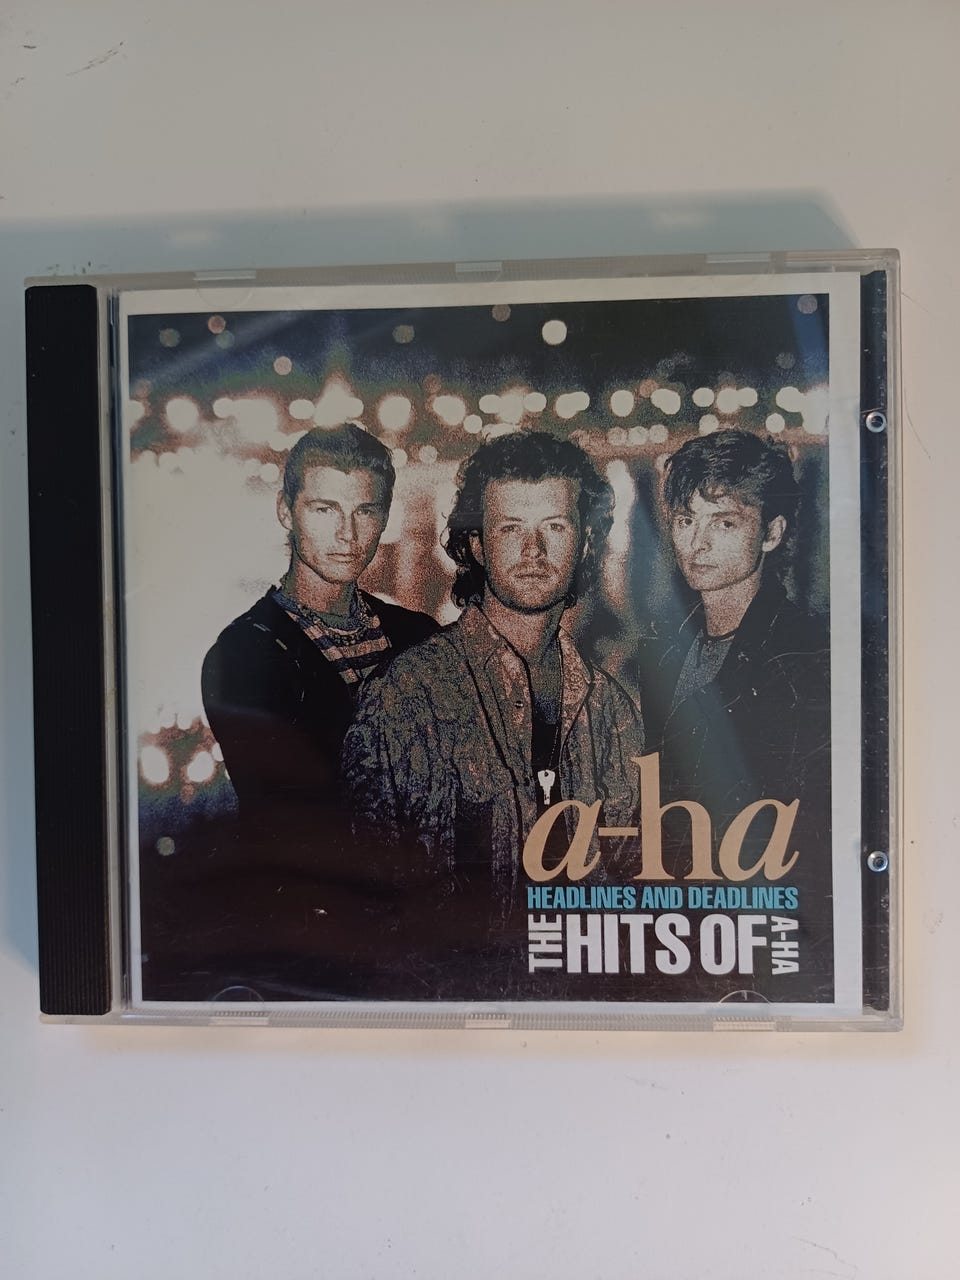 a-ha
HEADLINES AND DEADLINES
THE HITS OF A-HA